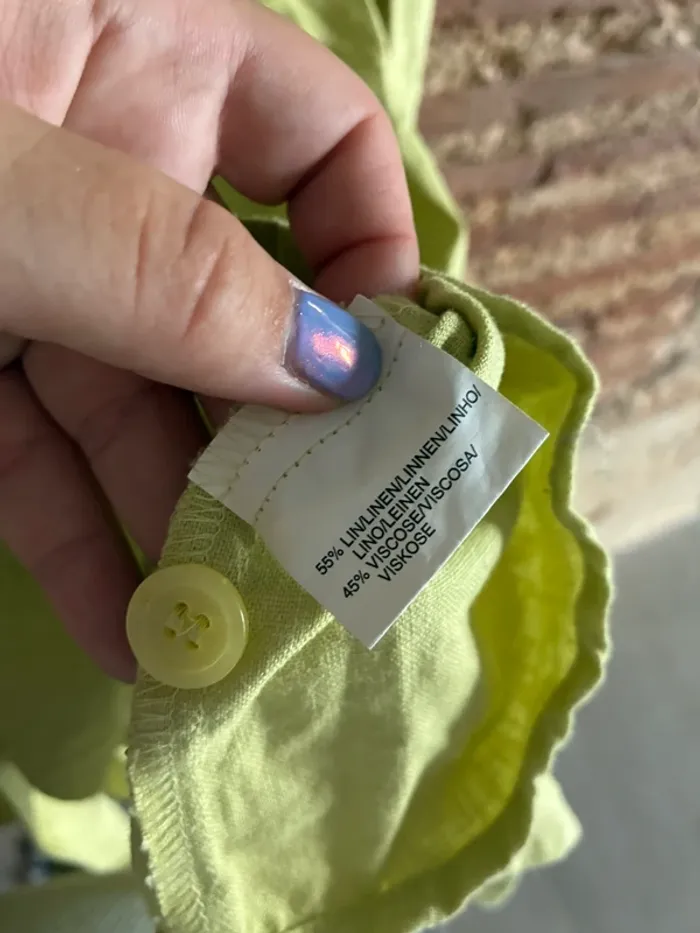 55% LIN/LINEN/LINNEN/LINHO/
LINO/LEINEN
45% VISCOSE/VISCOSA/
VISKOSE